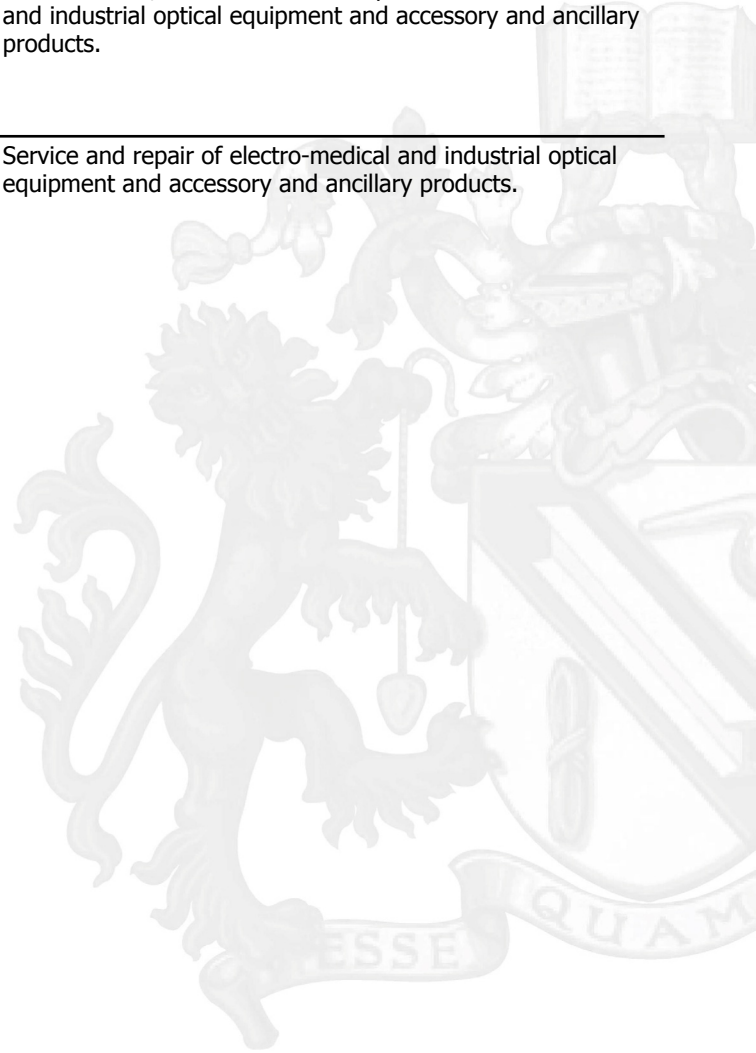 and industrial optical equipment and accessory and ancillary
products.
Service and repair of electro-medical and industrial optical
equipment and accessory and ancillary products.
ESSE
QUAM